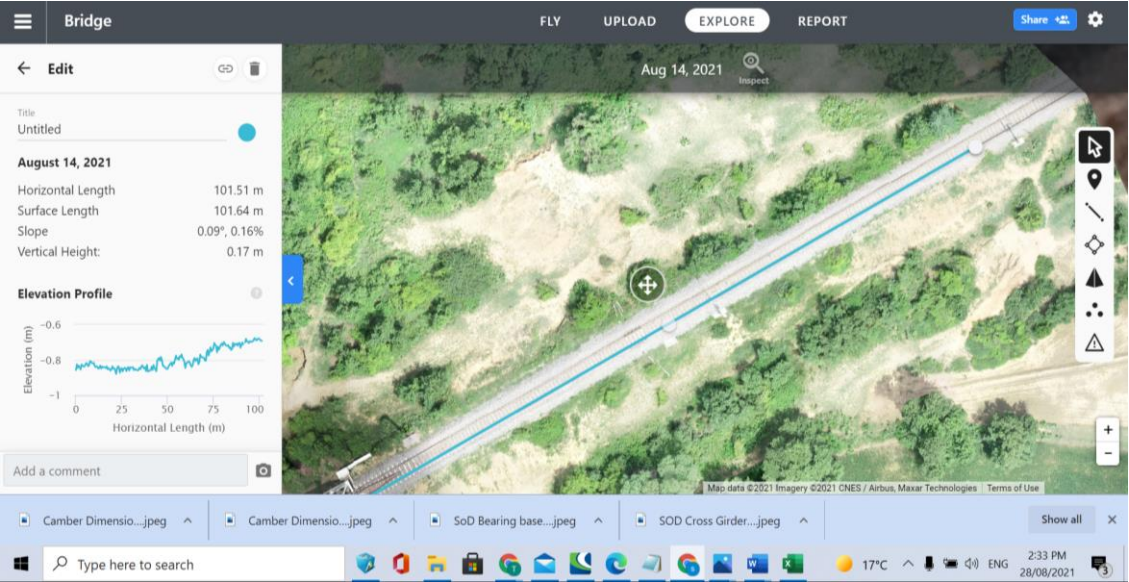 Bridge
FLY UPLOAD EXPLORE REPORT
Share
Edit
Aug 14, 2021
Inspect
Title
Untitled
August 14, 2021
Horizontal Length 101.51 m
Surface Length 101.64 m
Slope 0.09°, 0.16%
Vertical Height: 0.17 m
Elevation Profile
Elevation (m)
-0.6
-0.8
-1
0 25 50 75 100
Horizontal Length (m)
+
-
Add a comment
Map data ©2021 Imagery ©2021 CNES / Airbus, Maxar Technologies Terms of Use
Camber Dimensio...jpeg
Camber Dimensio...jpeg
SoD Bearing base...jpeg
SOD Cross Girder...jpeg
Show all
Type here to search
17°C
ENG
2:33 PM
28/08/2021
3